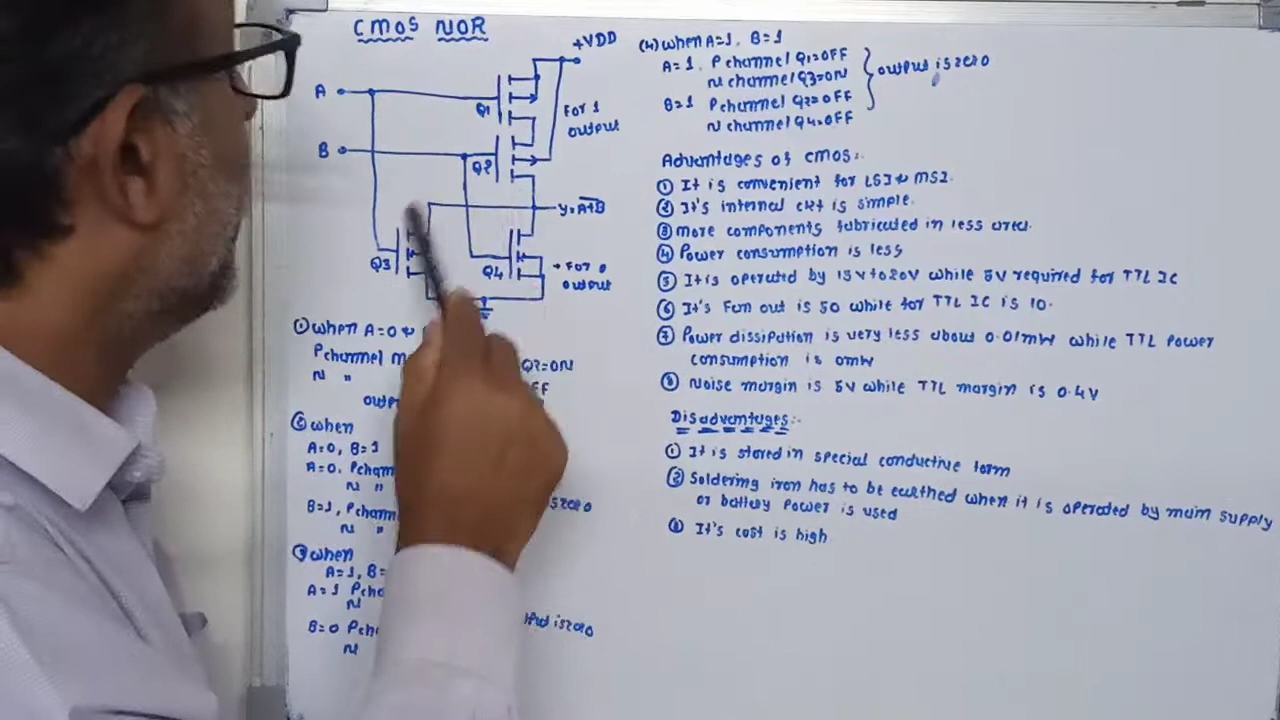 CMOS NOR
+VDD
A
Q1
For 1
output
B
Q2
y=A+B
Q3
Q4
→ For 0
output
① when A=0
Pchannel
Q2=ON
N "
② when
A=0, B=1
A=0.
N "
B=1,
N "
is zero
③ when
A=1, B=
A=1
N
B=0
is zero
N
(4) when A=1, B=1
A=1. Pchannel Q1=OFF
N channel Q3=ON
B=1 Pchannel Q2=OFF
N channel Q4=OFF
output is zero
Advantages of cmos:-
① It is convenient for LSI & MSI.
② It's internal ckt is simple.
③ more components fabricated in less area.
④ Power consumption is less
⑤ It is operated by 15V to 20V while 5V required for TTL IC
⑥ It's Fan out is 50 while for TTL IC is 10.
⑦ Power dissipation is very less about 0.01mW while TTL Power
consumption is 0mW
⑧ Noise margin is 5V while TTL margin is 0.4V
Disadvantages:-
① It is stored in special conductive form
② Soldering iron has to be earthed when it is operated by main supply
or battery power is used
③ It's cost is high